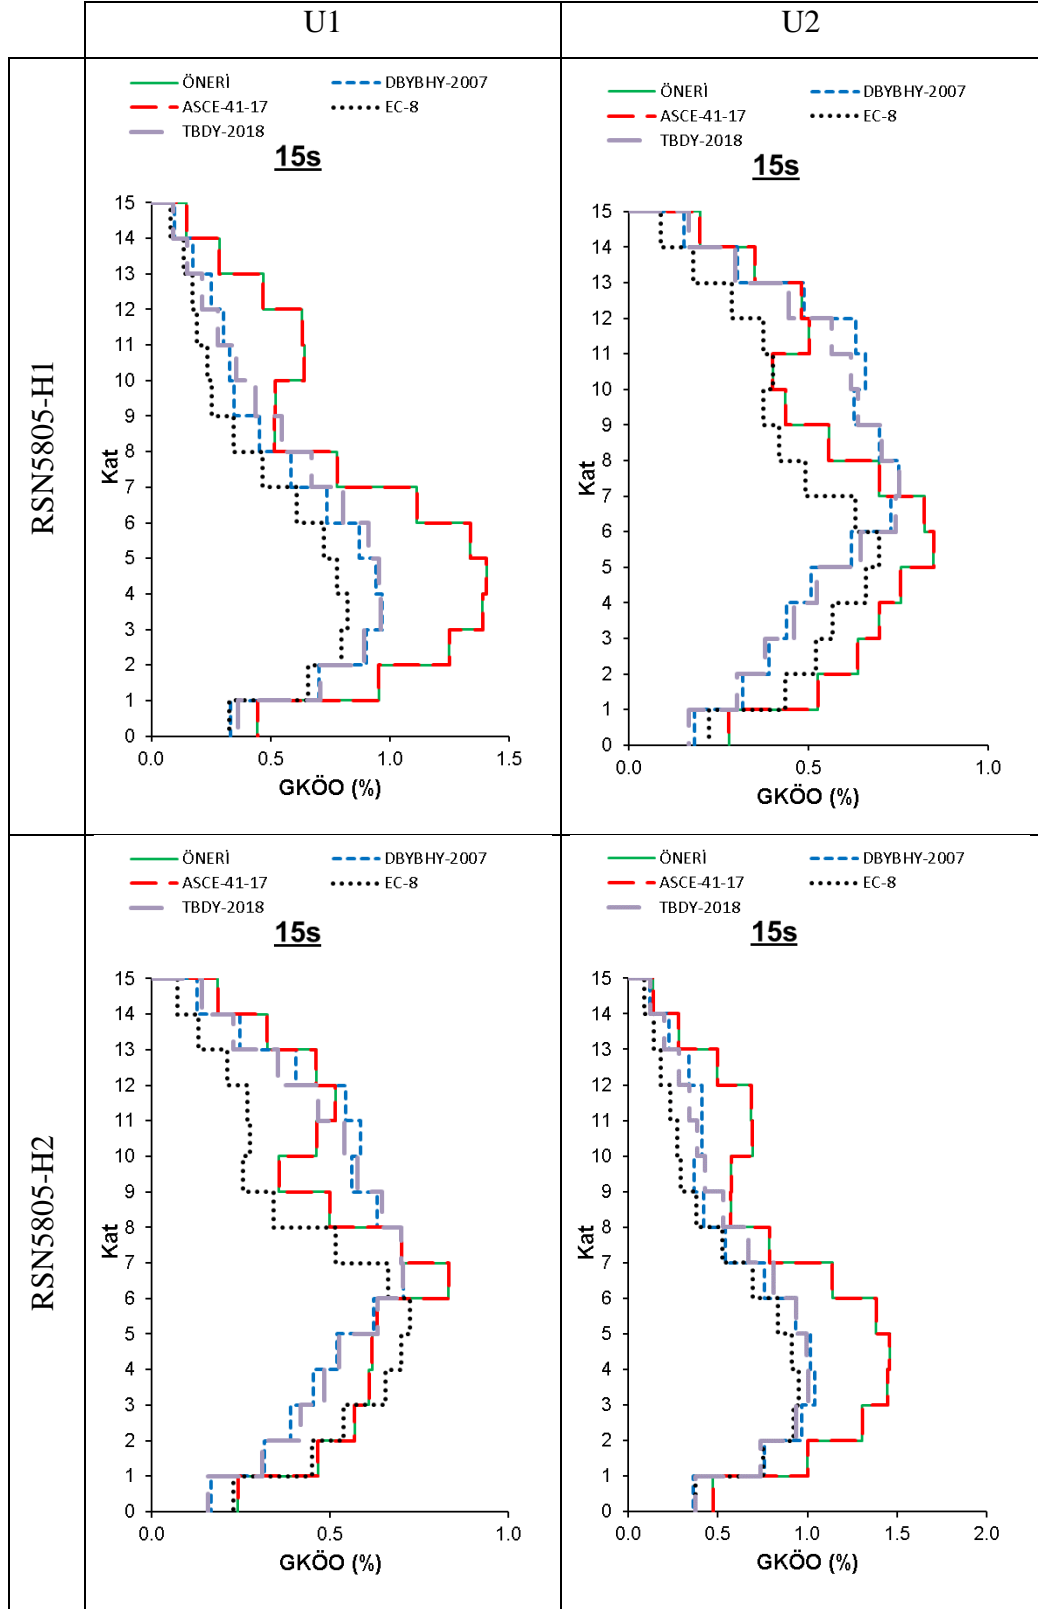 U1 U2
RSN5805-H1
ÖNERİ DBYBHY-2007
ASCE-41-17 EC-8
TBDY-2018
15s
15
14
13
12
11
10
9
8
7
6
5
4
3
2
1
0
Kat
0.0 0.5 1.0 1.5
GKÖO (%)
ÖNERİ DBYBHY-2007
ASCE-41-17 EC-8
TBDY-2018
15s
15
14
13
12
11
10
9
8
7
6
5
4
3
2
1
0
Kat
0.0 0.5 1.0
GKÖO (%)
RSN5805-H2
ÖNERİ DBYBHY-2007
ASCE-41-17 EC-8
TBDY-2018
15s
15
14
13
12
11
10
9
8
7
6
5
4
3
2
1
0
Kat
0.0 0.5 1.0
GKÖO (%)
ÖNERİ DBYBHY-2007
ASCE-41-17 EC-8
TBDY-2018
15s
15
14
13
12
11
10
9
8
7
6
5
4
3
2
1
0
Kat
0.0 0.5 1.0 1.5 2.0
GKÖO (%)